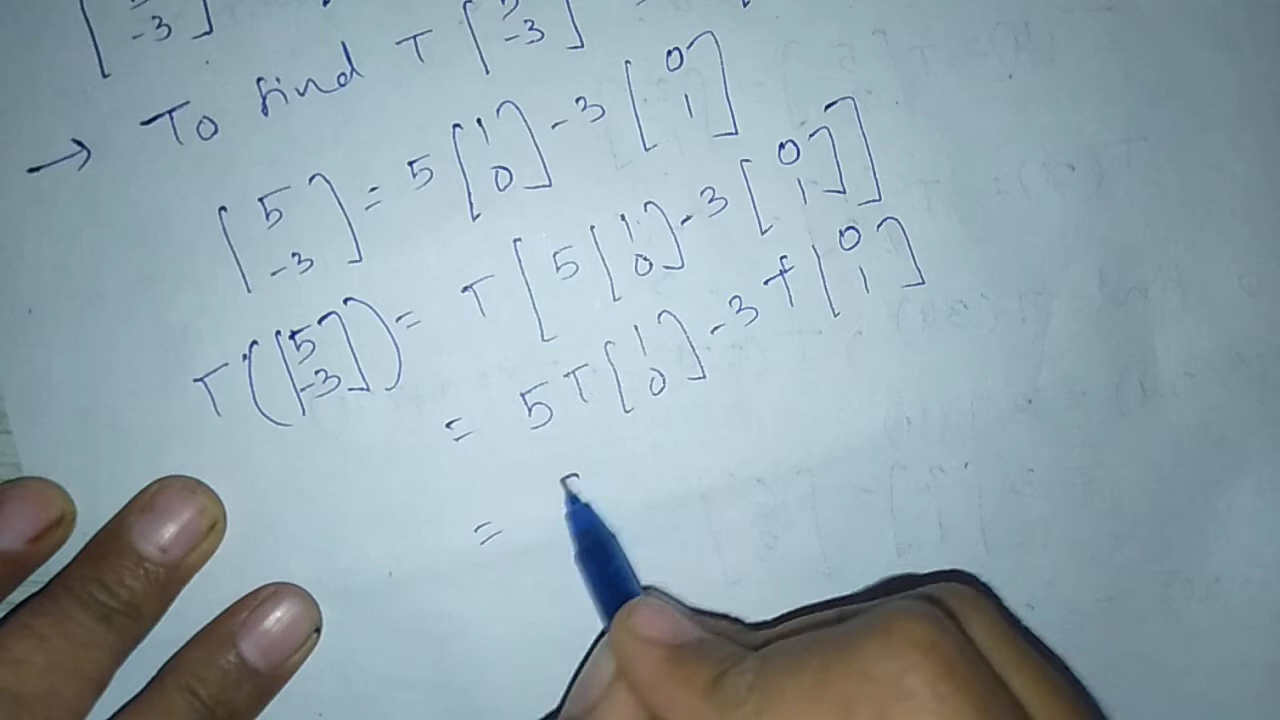 [ -3 ] T [ -3 ]
→ To find
[ 5 -3 ] = 5 [ 1 0 ] - 3 [ 0 1 ]
T ( [ 5 -3 ] ) = T [ 5 [ 1 0 ] - 3 [ 0 1 ] ]
= 5 T [ 1 0 ] - 3 T [ 0 1 ]
=